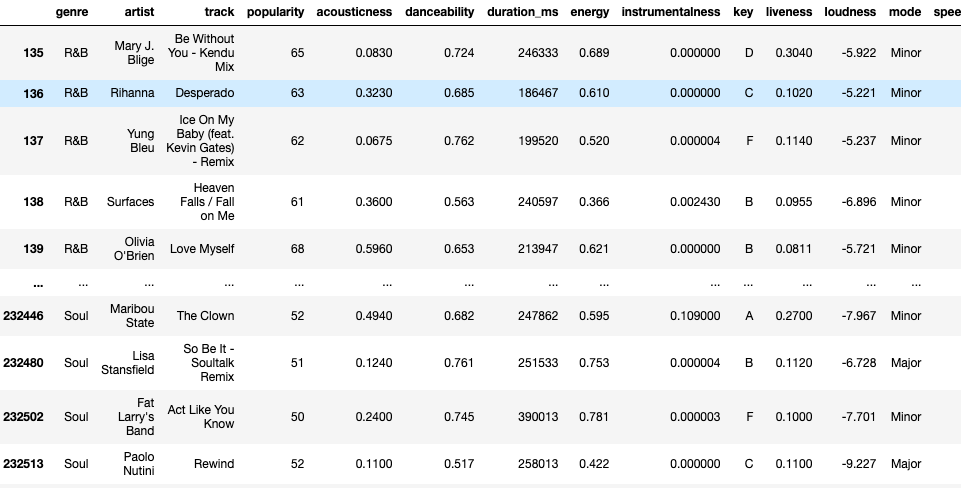 genre artist track popularity acousticness danceability duration_ms energy instrumentalness key liveness loudness mode spee
135 R&B Mary J. Blige Be Without You - Kendu Mix 65 0.0830 0.724 246333 0.689 0.000000 D 0.3040 -5.922 Minor
136 R&B Rihanna Desperado 63 0.3230 0.685 186467 0.610 0.000000 C 0.1020 -5.221 Minor
137 R&B Yung Bleu Ice On My Baby (feat. Kevin Gates) - Remix 62 0.0675 0.762 199520 0.520 0.000004 F 0.1140 -5.237 Minor
138 R&B Surfaces Heaven Falls / Fall on Me 61 0.3600 0.563 240597 0.366 0.002430 B 0.0955 -6.896 Minor
139 R&B Olivia O'Brien Love Myself 68 0.5960 0.653 213947 0.621 0.000000 B 0.0811 -5.721 Minor
... ... ... ... ... ... ... ... ... ... ... ... ... ...
232446 Soul Maribou State The Clown 52 0.4940 0.682 247862 0.595 0.109000 A 0.2700 -7.967 Minor
232480 Soul Lisa Stansfield So Be It - Soultalk Remix 51 0.1240 0.761 251533 0.753 0.000004 B 0.1120 -6.728 Major
232502 Soul Fat Larry's Band Act Like You Know 50 0.2400 0.745 390013 0.781 0.000003 F 0.1000 -7.701 Minor
232513 Soul Paolo Nutini Rewind 52 0.1100 0.517 258013 0.422 0.000000 C 0.1100 -9.227 Major